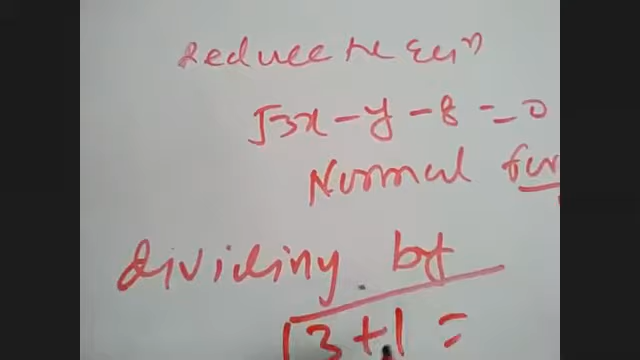 Reduce the Eqn
√3x - y - 8 = 0
Normal for
dividing by
√3+1 =